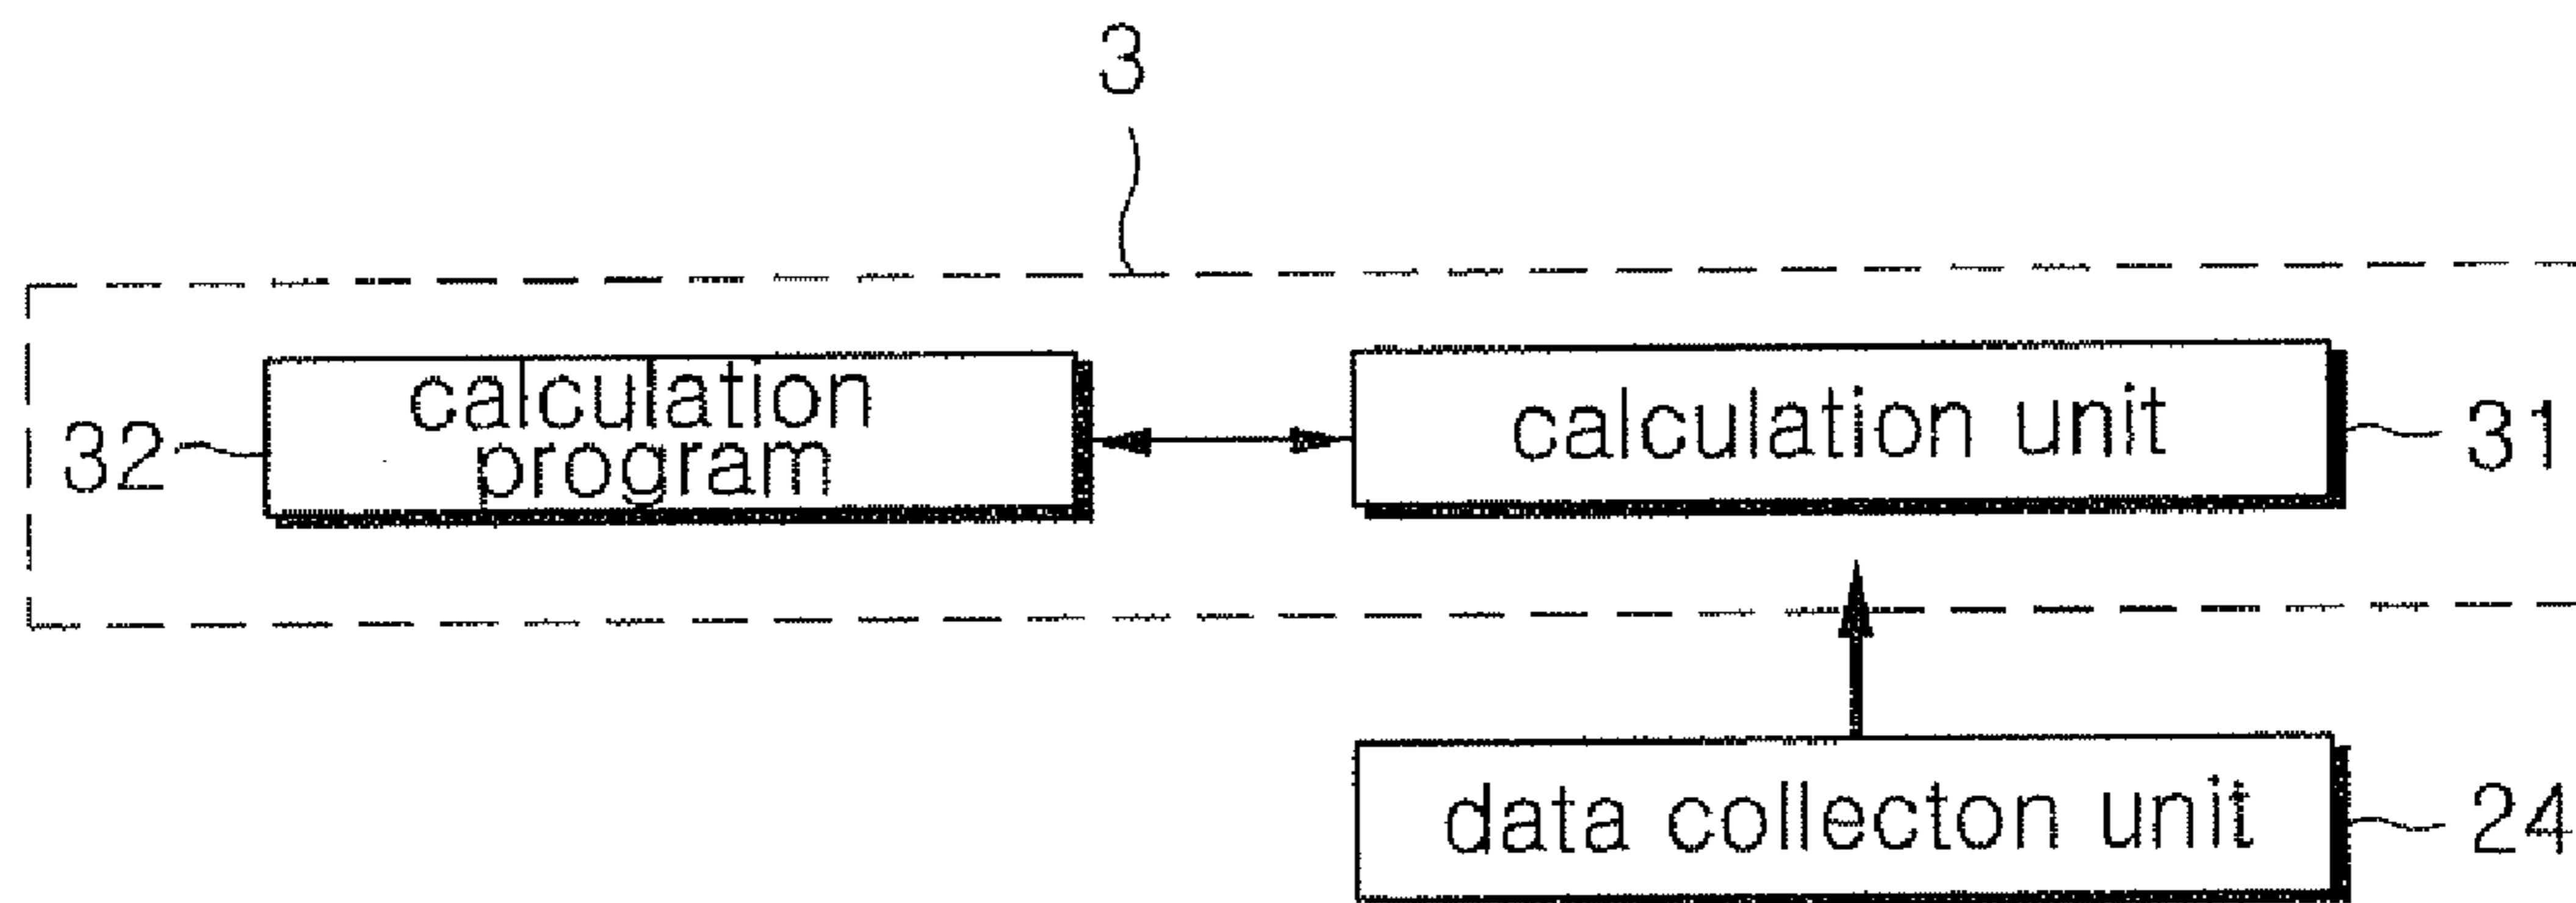 3
32
calculation
program
calculation unit
31
data collecton unit
24